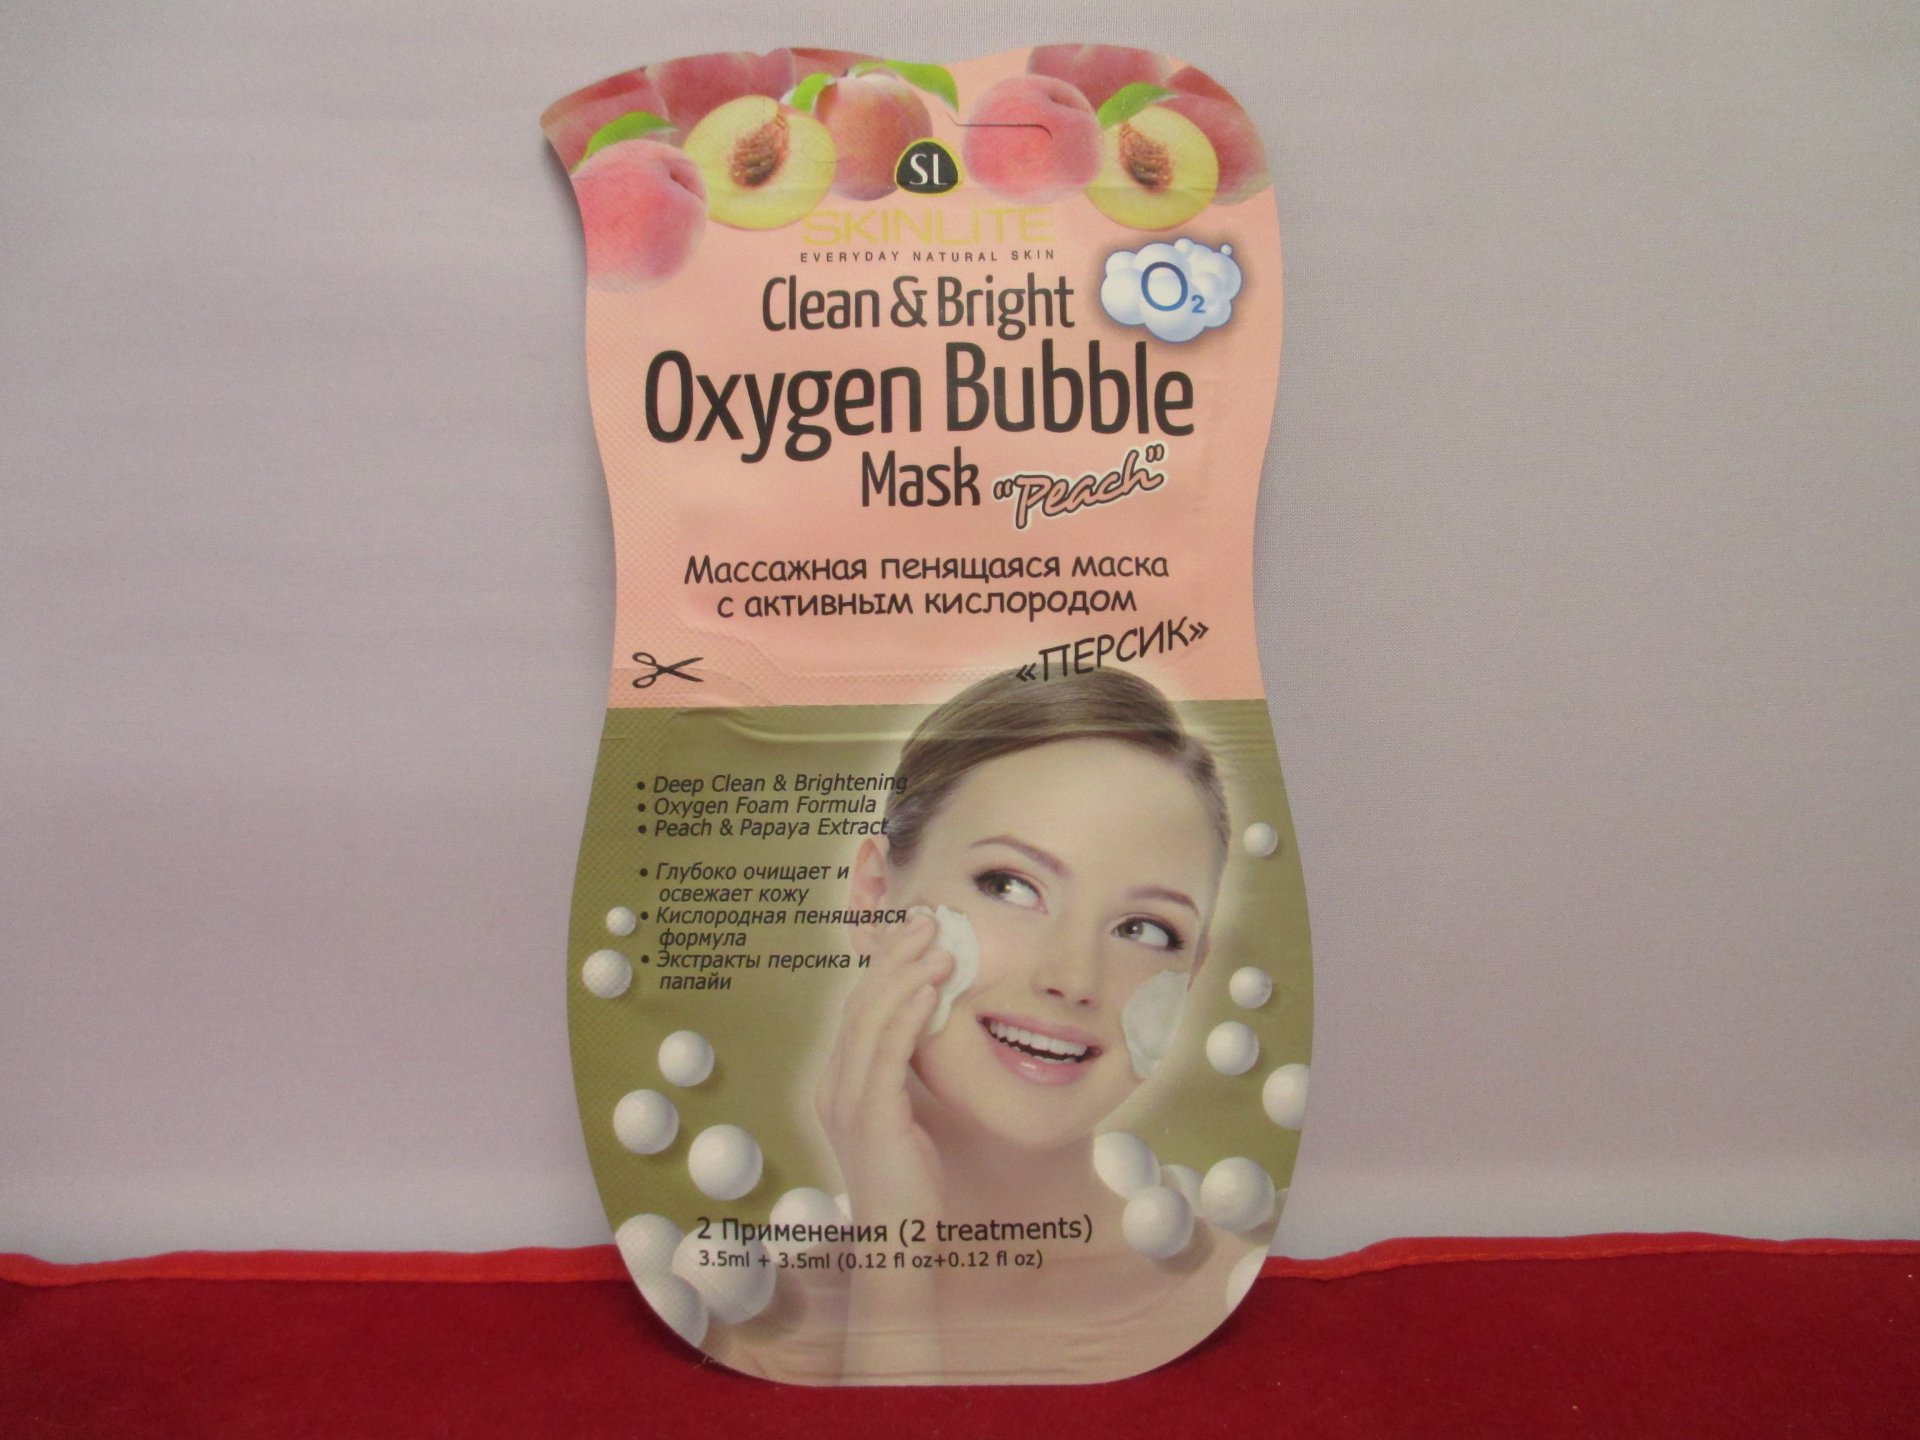 SL
SKINLITE
EVERYDAY NATURAL SKIN
O2
Clean & Bright
Oxygen Bubble
Mask "Peach"
Массажная пенящаяся маска
с активным кислородом
«ПЕРСИК»
• Deep Clean & Brightening
• Oxygen Foam Formula
• Peach & Papaya Extract
• Глубоко очищает и
освежает кожу
• Кислородная пенящаяся
формула
• Экстракты персика и
папайи
2 Применения (2 treatments)
3.5ml + 3.5ml (0.12 fl oz+0.12 fl oz)